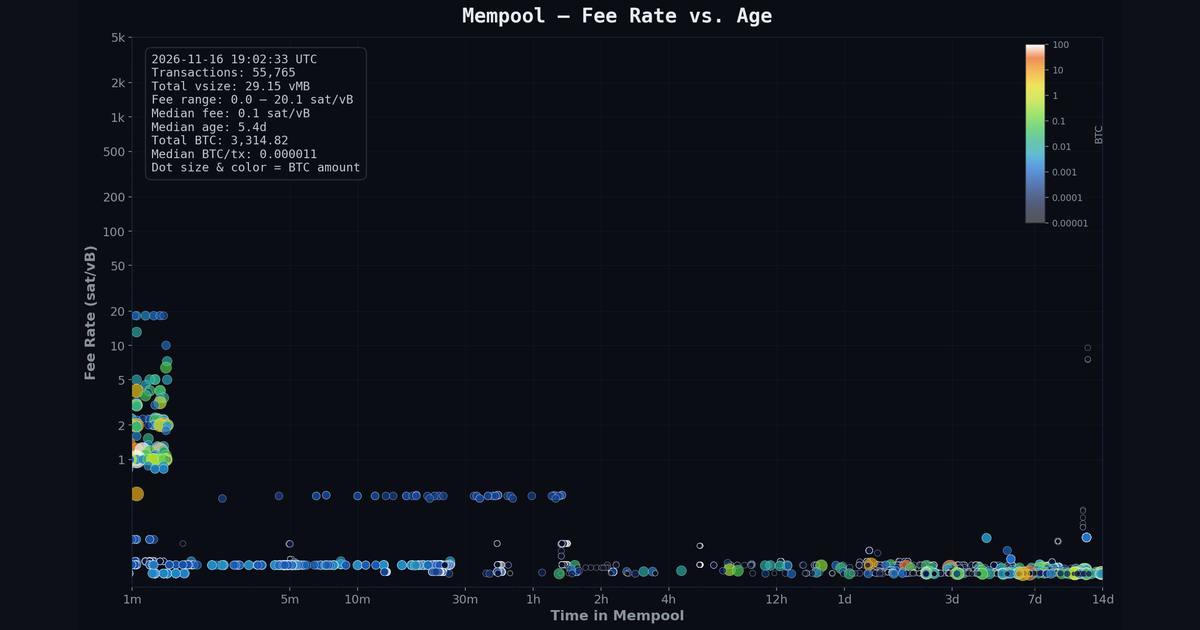 Mempool — Fee Rate vs. Age
2026-11-16 19:02:33 UTC
Transactions: 55,765
Total vsize: 29.15 vMB
Fee range: 0.0 — 20.1 sat/vB
Median fee: 0.1 sat/vB
Median age: 5.4d
Total BTC: 3,314.82
Median BTC/tx: 0.000011
Dot size & color = BTC amount
100
10
1
0.1
0.01
0.001
0.0001
0.00001
BTC
Fee Rate (sat/vB)
5k
2k
1k
500
200
100
50
20
10
5
2
1
1m 5m 10m 30m 1h 2h 4h 12h 1d 3d 7d 14d
Time in Mempool